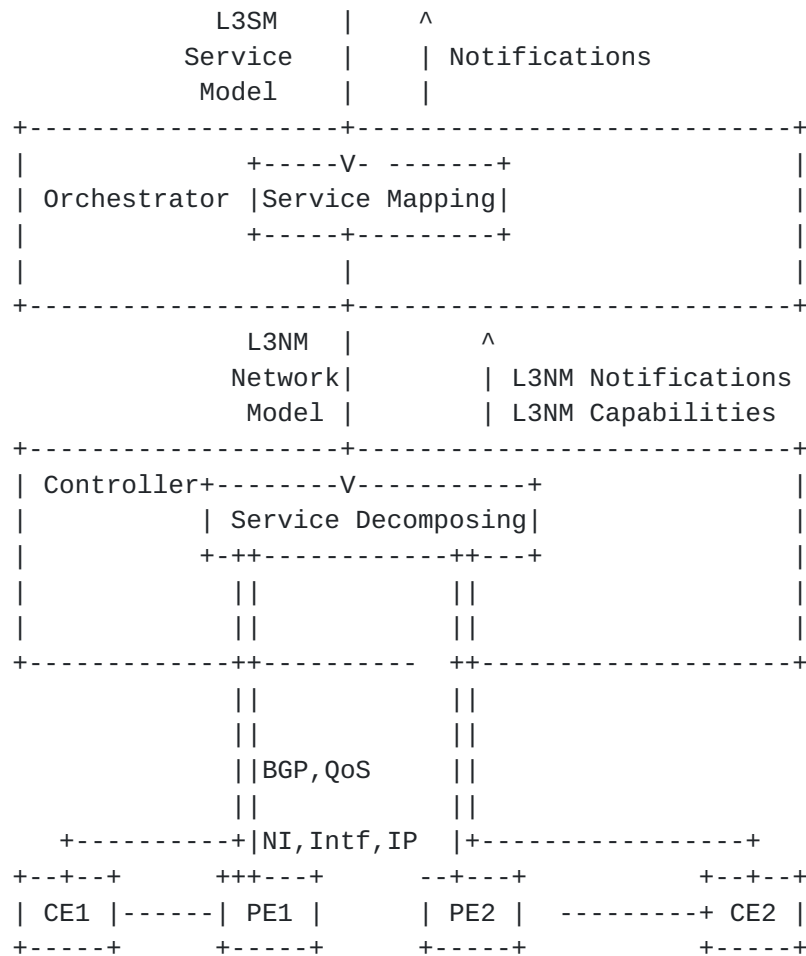 L3SM | ^
Service | | Notifications
Model | |
+---------------------+----------------------------+
| +-----V- -------+ |
| Orchestrator |Service Mapping| |
| +-----+---------+ |
| | |
+---------------------+----------------------------+
L3NM | ^
Network| | L3NM Notifications
Model | | L3NM Capabilities
+---------------------+----------------------------+
| Controller+--------V-----------+ |
| | Service Decomposing| |
| +-++------------++---+ |
| || || |
| || || |
+-------------++---------- ++--------------------+
|| ||
|| ||
||BGP,QoS ||
|| ||
+----------+|NI,Intf,IP |+-----------------+
+--+--+ +++---+ --+---+ +--+--+
| CE1 |------| PE1 | | PE2 | ---------+ CE2 |
+-----+ +-----+ +-----+ +-----+